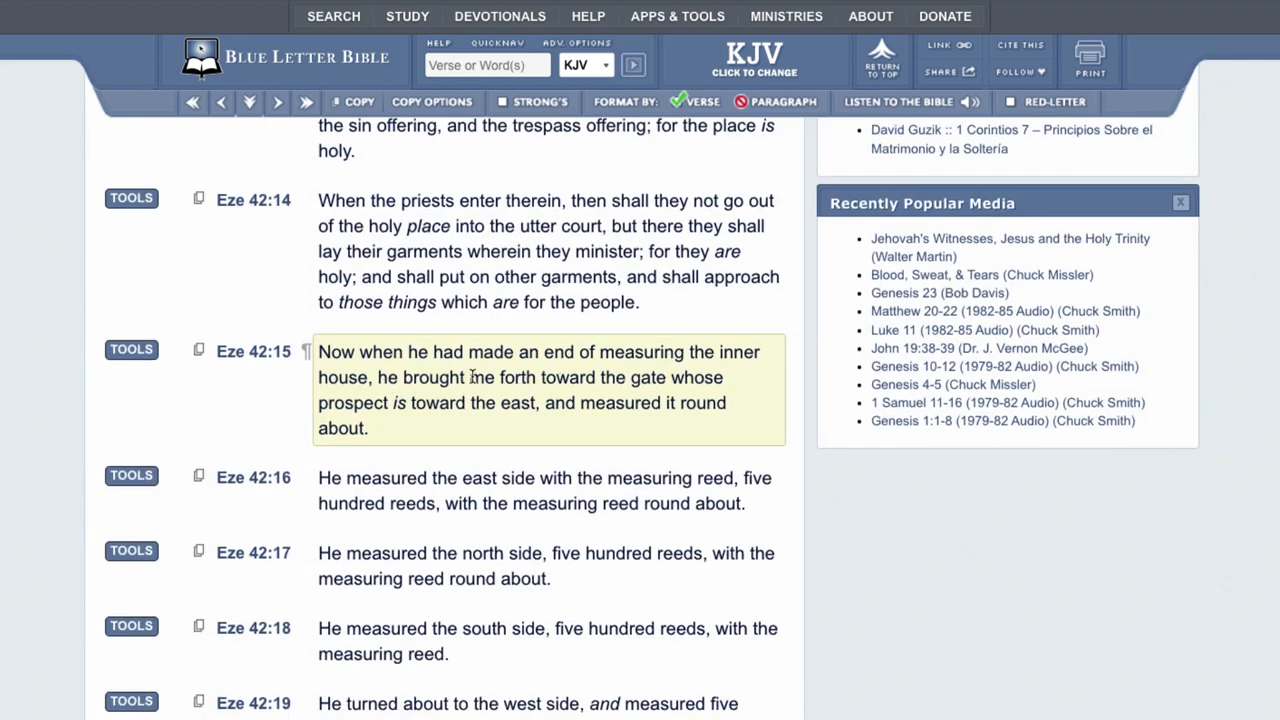 SEARCH STUDY DEVOTIONALS HELP APPS & TOOLS MINISTRIES ABOUT DONATE
BLUE LETTER BIBLE
HELP QUICKNAV ADV. OPTIONS
Verse or Word(s) KJV
KJV
CLICK TO CHANGE
RETURN
TO TOP
LINK CITE THIS
SHARE FOLLOW
PRINT
COPY COPY OPTIONS STRONG'S FORMAT BY: VERSE PARAGRAPH LISTEN TO THE BIBLE RED-LETTER
the sin offering, and the trespass offering; for the place is
holy.
TOOLS Eze 42:14 When the priests enter therein, then shall they not go out
of the holy place into the utter court, but there they shall
lay their garments wherein they minister; for they are
holy; and shall put on other garments, and shall approach
to those things which are for the people.
TOOLS Eze 42:15 ¶ Now when he had made an end of measuring the inner
house, he brought me forth toward the gate whose
prospect is toward the east, and measured it round
about.
TOOLS Eze 42:16 He measured the east side with the measuring reed, five
hundred reeds, with the measuring reed round about.
TOOLS Eze 42:17 He measured the north side, five hundred reeds, with the
measuring reed round about.
TOOLS Eze 42:18 He measured the south side, five hundred reeds, with the
measuring reed.
TOOLS Eze 42:19 He turned about to the west side, and measured five
David Guzik :: 1 Corintios 7 – Principios Sobre el
Matrimonio y la Soltería
Recently Popular Media x
Jehovah's Witnesses, Jesus and the Holy Trinity
(Walter Martin)
Blood, Sweat, & Tears (Chuck Missler)
Genesis 23 (Bob Davis)
Matthew 20-22 (1982-85 Audio) (Chuck Smith)
Luke 11 (1982-85 Audio) (Chuck Smith)
John 19:38-39 (Dr. J. Vernon McGee)
Genesis 10-12 (1979-82 Audio) (Chuck Smith)
Genesis 4-5 (Chuck Missler)
1 Samuel 11-16 (1979-82 Audio) (Chuck Smith)
Genesis 1:1-8 (1979-82 Audio) (Chuck Smith)